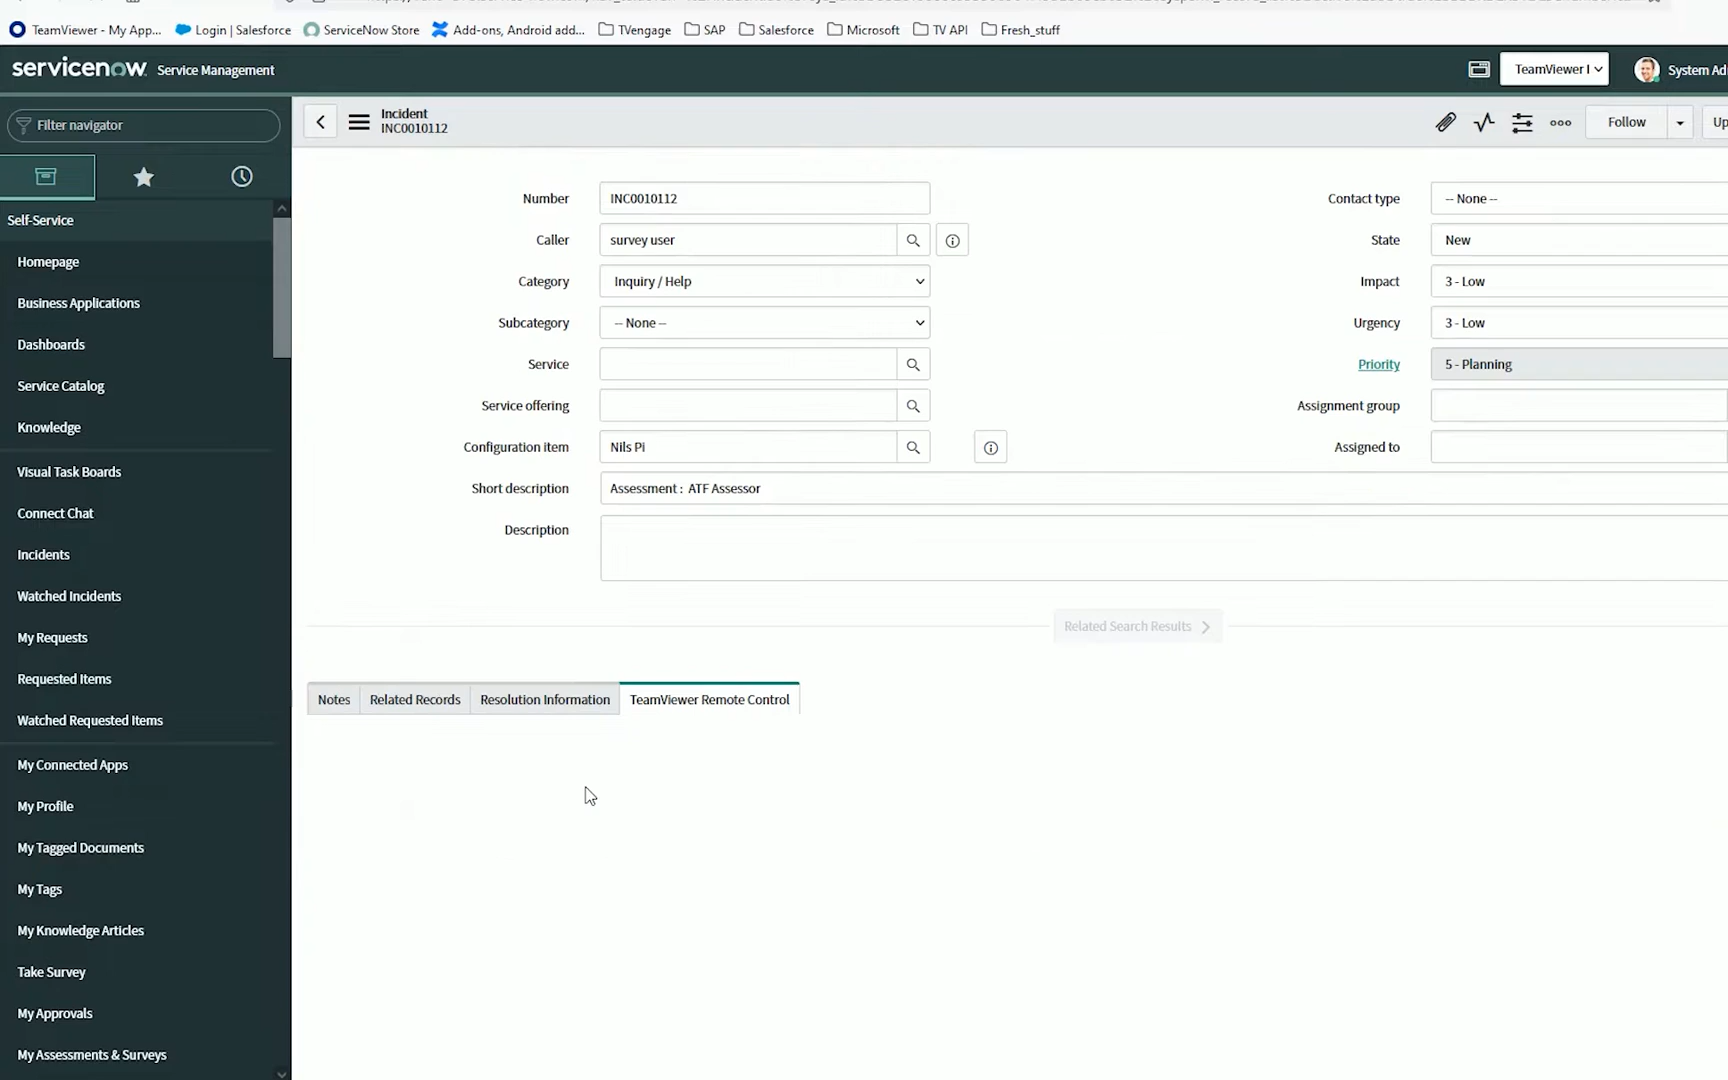 TeamViewer - My App...
Login | Salesforce
ServiceNow Store
Add-ons, Android add...
TVengage
SAP
Salesforce
Microsoft
TV API
Fresh_stuff
servicenow Service Management
TeamViewer I
System Ad
Filter navigator
Incident
INC0010112
Follow
Up
Self-Service
Homepage
Business Applications
Dashboards
Service Catalog
Knowledge
Visual Task Boards
Connect Chat
Incidents
Watched Incidents
My Requests
Requested Items
Watched Requested Items
My Connected Apps
My Profile
My Tagged Documents
My Tags
My Knowledge Articles
Take Survey
My Approvals
My Assessments & Surveys
Number INC0010112
Caller survey user
Category Inquiry / Help
Subcategory -- None --
Service
Service offering
Configuration item Nils Pi
Short description Assessment : ATF Assessor
Description
Contact type -- None --
State New
Impact 3 - Low
Urgency 3 - Low
Priority 5 - Planning
Assignment group
Assigned to
Related Search Results
Notes
Related Records
Resolution Information
TeamViewer Remote Control